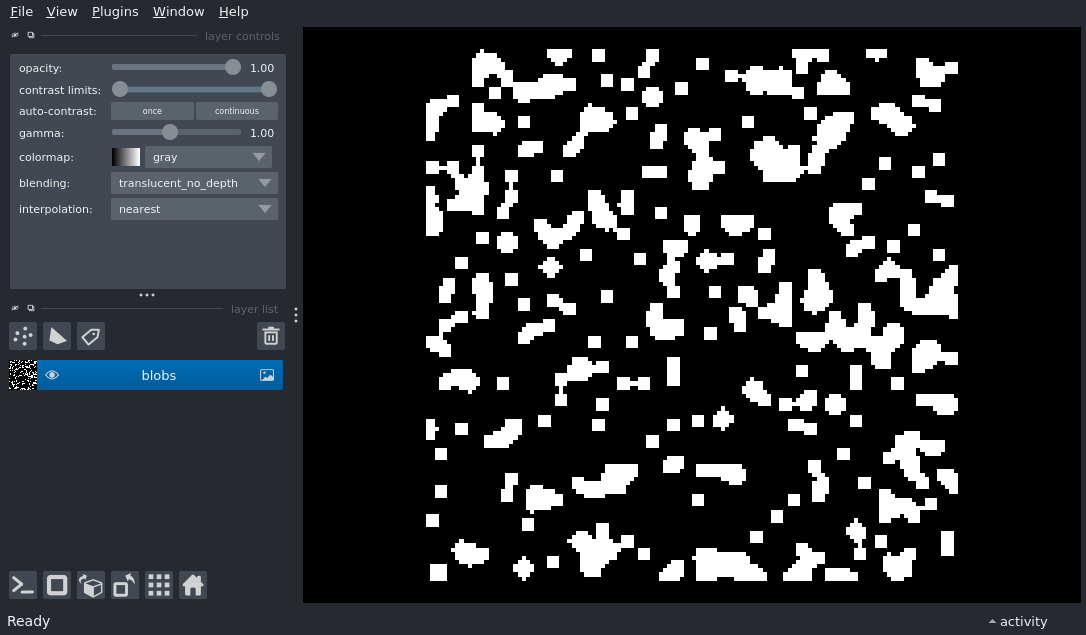 File View Plugins Window Help
layer controls
opacity: 1.00
contrast limits:
auto-contrast: once continuous
gamma: 1.00
colormap: gray
blending: translucent_no_depth
interpolation: nearest
layer list
blobs
Ready activity